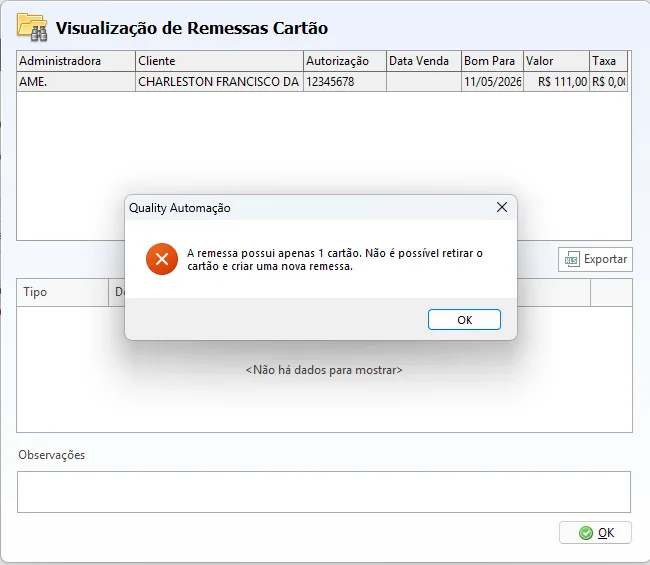 Visualização de Remessas Cartão
Administradora Cliente Autorização Data Venda Bom Para Valor Taxa
AME. CHARLESTON FRANCISCO DA 12345678 11/05/2026 R$ 111,00 R$ 0,0
Quality Automação
A remessa possui apenas 1 cartão. Não é possível retirar o
cartão e criar uma nova remessa.
OK
Exportar
Tipo
<Não há dados para mostrar>
Observações
OK